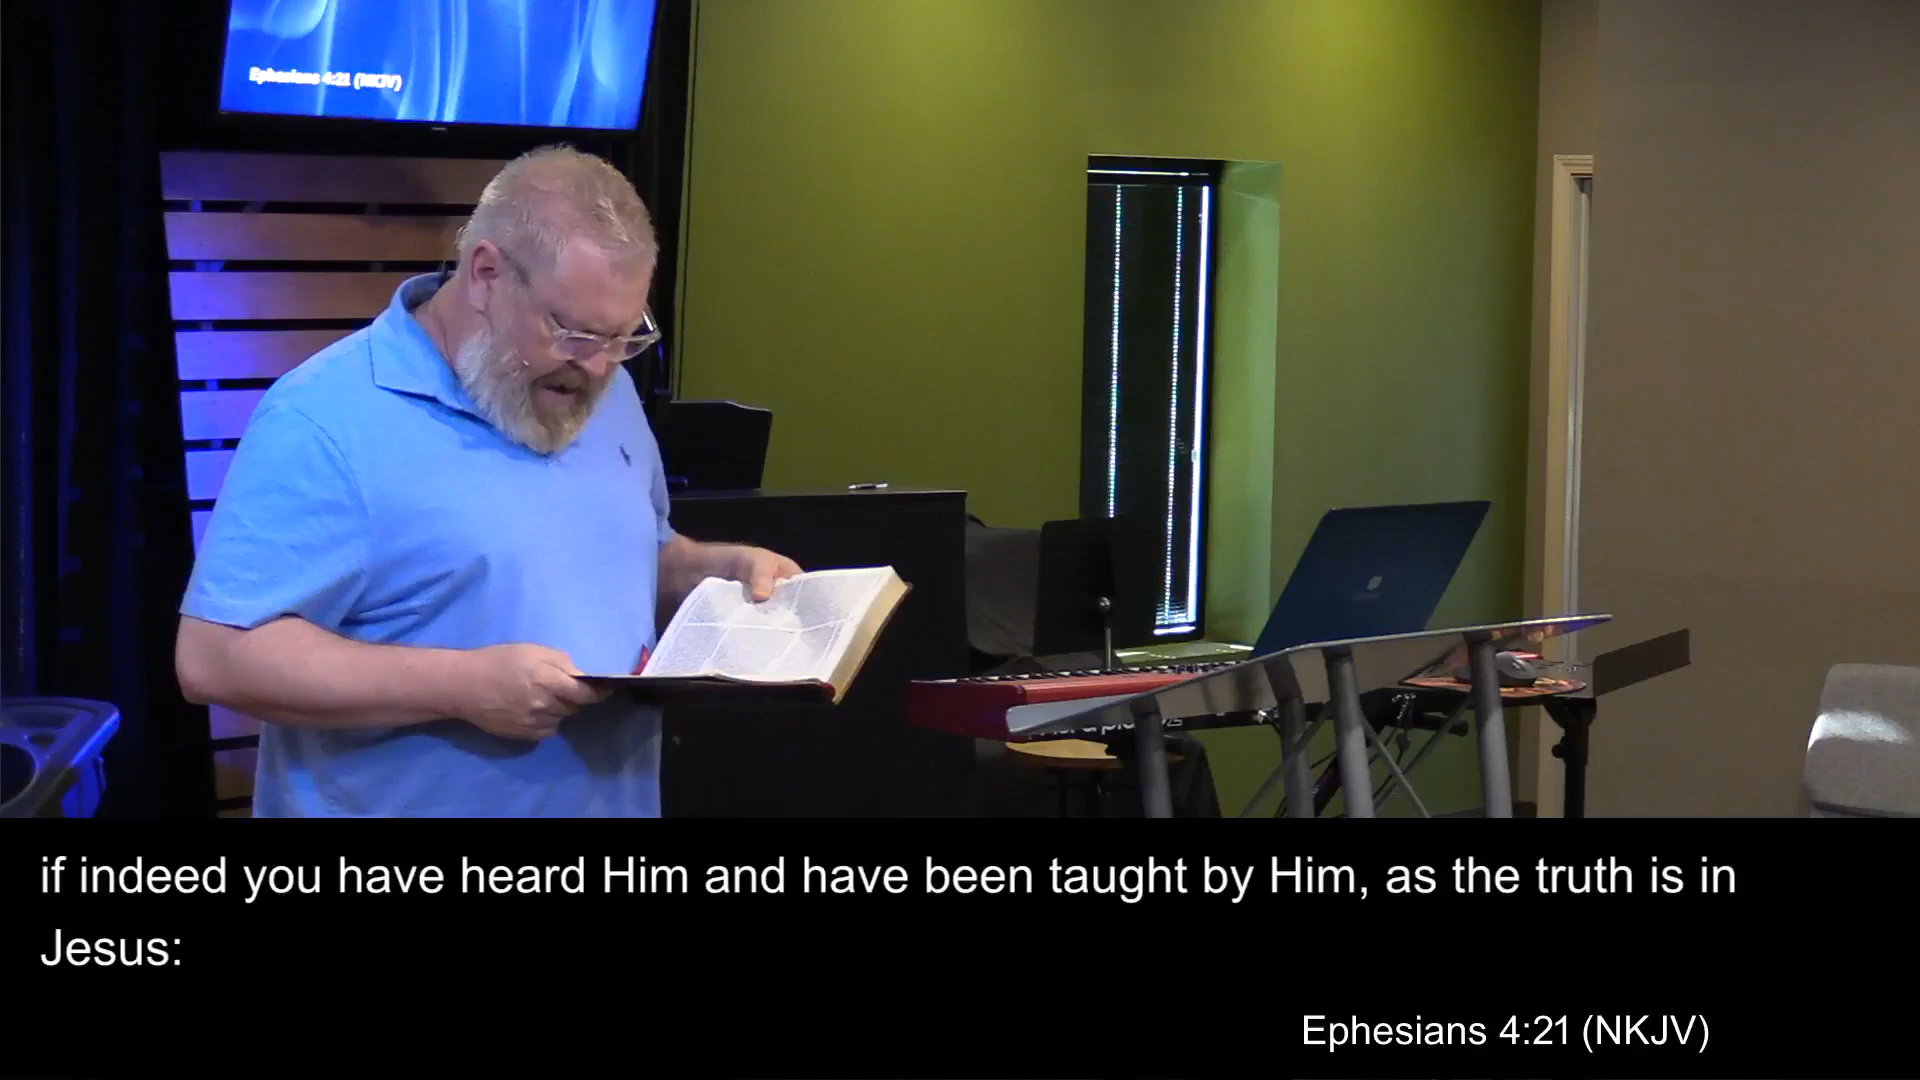 Ephesians 4:21 (NKJV)
if indeed you have heard Him and have been taught by Him, as the truth is in
Jesus:
Ephesians 4:21 (NKJV)